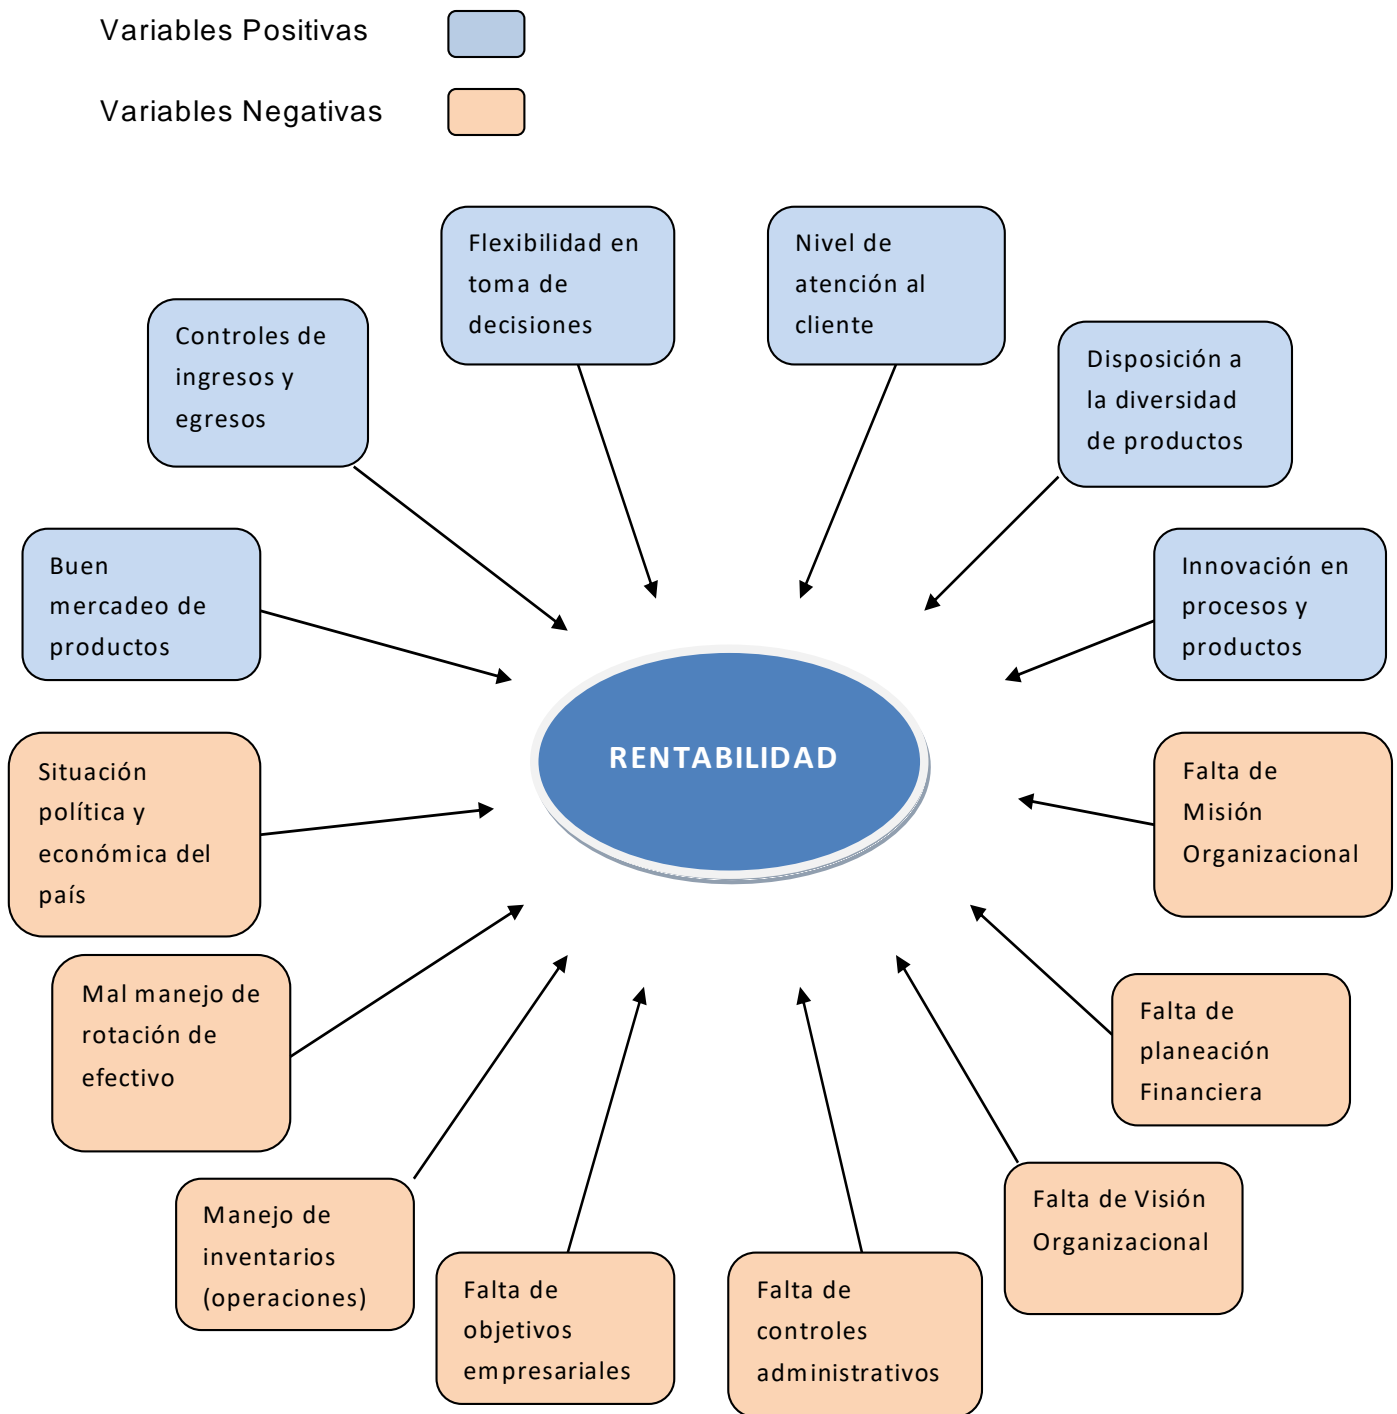 Variables Positivas
Variables Negativas
Flexibilidad en
toma de
decisiones
Nivel de
atención al
cliente
Controles de
ingresos y
egresos
Disposición a
la diversidad
de productos
Buen
mercadeo de
productos
Innovación en
procesos y
productos
RENTABILIDAD
Situación
política y
económica del
país
Falta de
Misión
Organizacional
Mal manejo de
rotación de
efectivo
Falta de
planeación
Financiera
Manejo de
inventarios
(operaciones)
Falta de Visión
Organizacional
Falta de
objetivos
empresariales
Falta de
controles
administrativos